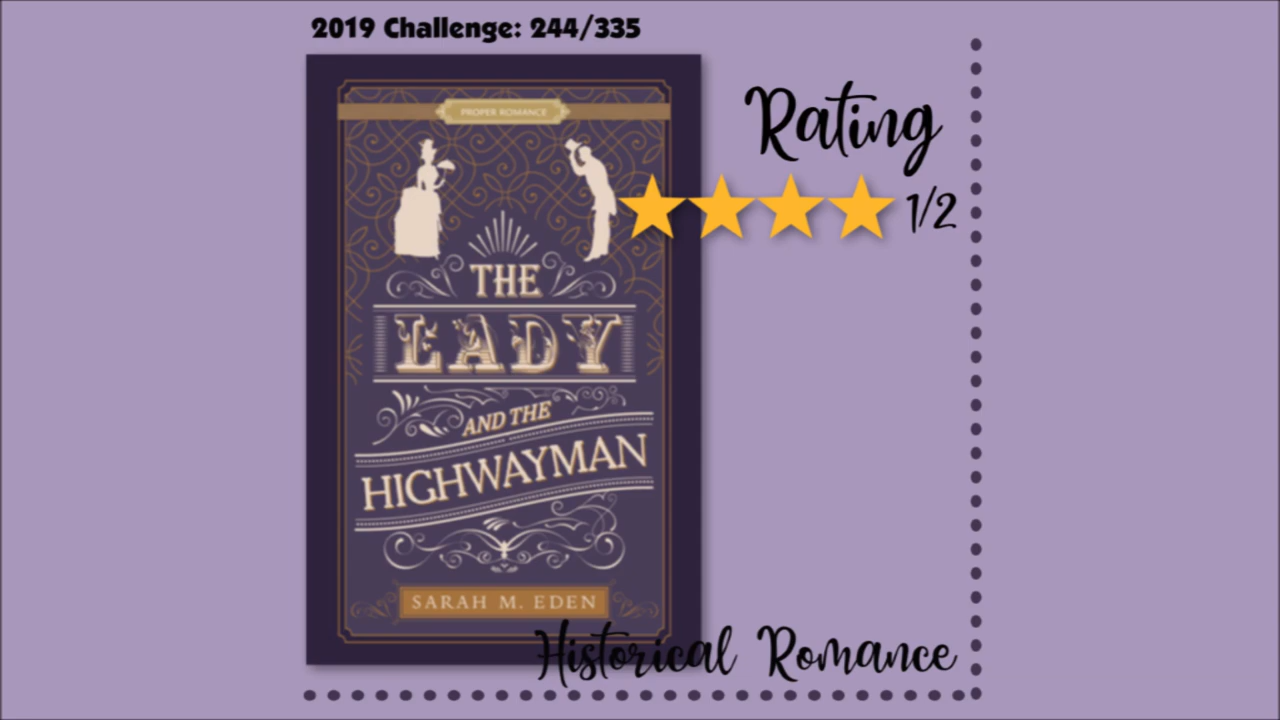 2019 Challenge: 244/335
PROPER ROMANCE
Rating
1/2
THE
LADY
AND THE
HIGHWAYMAN
SARAH M. EDEN
Historical Romance